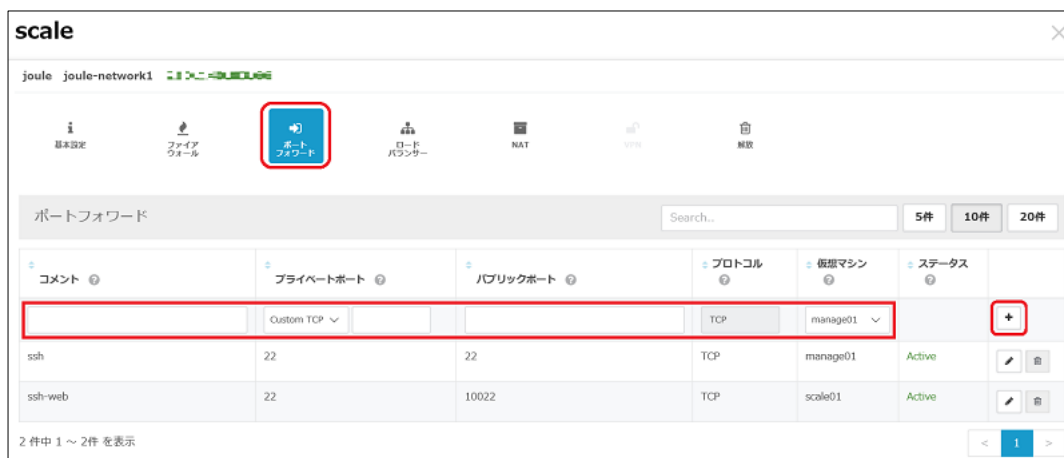 scale
joule joule-network1
基本設定
ファイア
ウォール
ポート
フォワード
ロード
バランサー
NAT
VPN
解放
ポートフォワード Search.. 5件 10件 20件
コメント プライベートポート パブリックポート プロトコル 仮想マシン ステータス
Custom TCP TCP manage01 +
ssh 22 22 TCP manage01 Active
ssh-web 22 10022 TCP scale01 Active
2 件中 1 ～ 2件 を表示 < 1 >